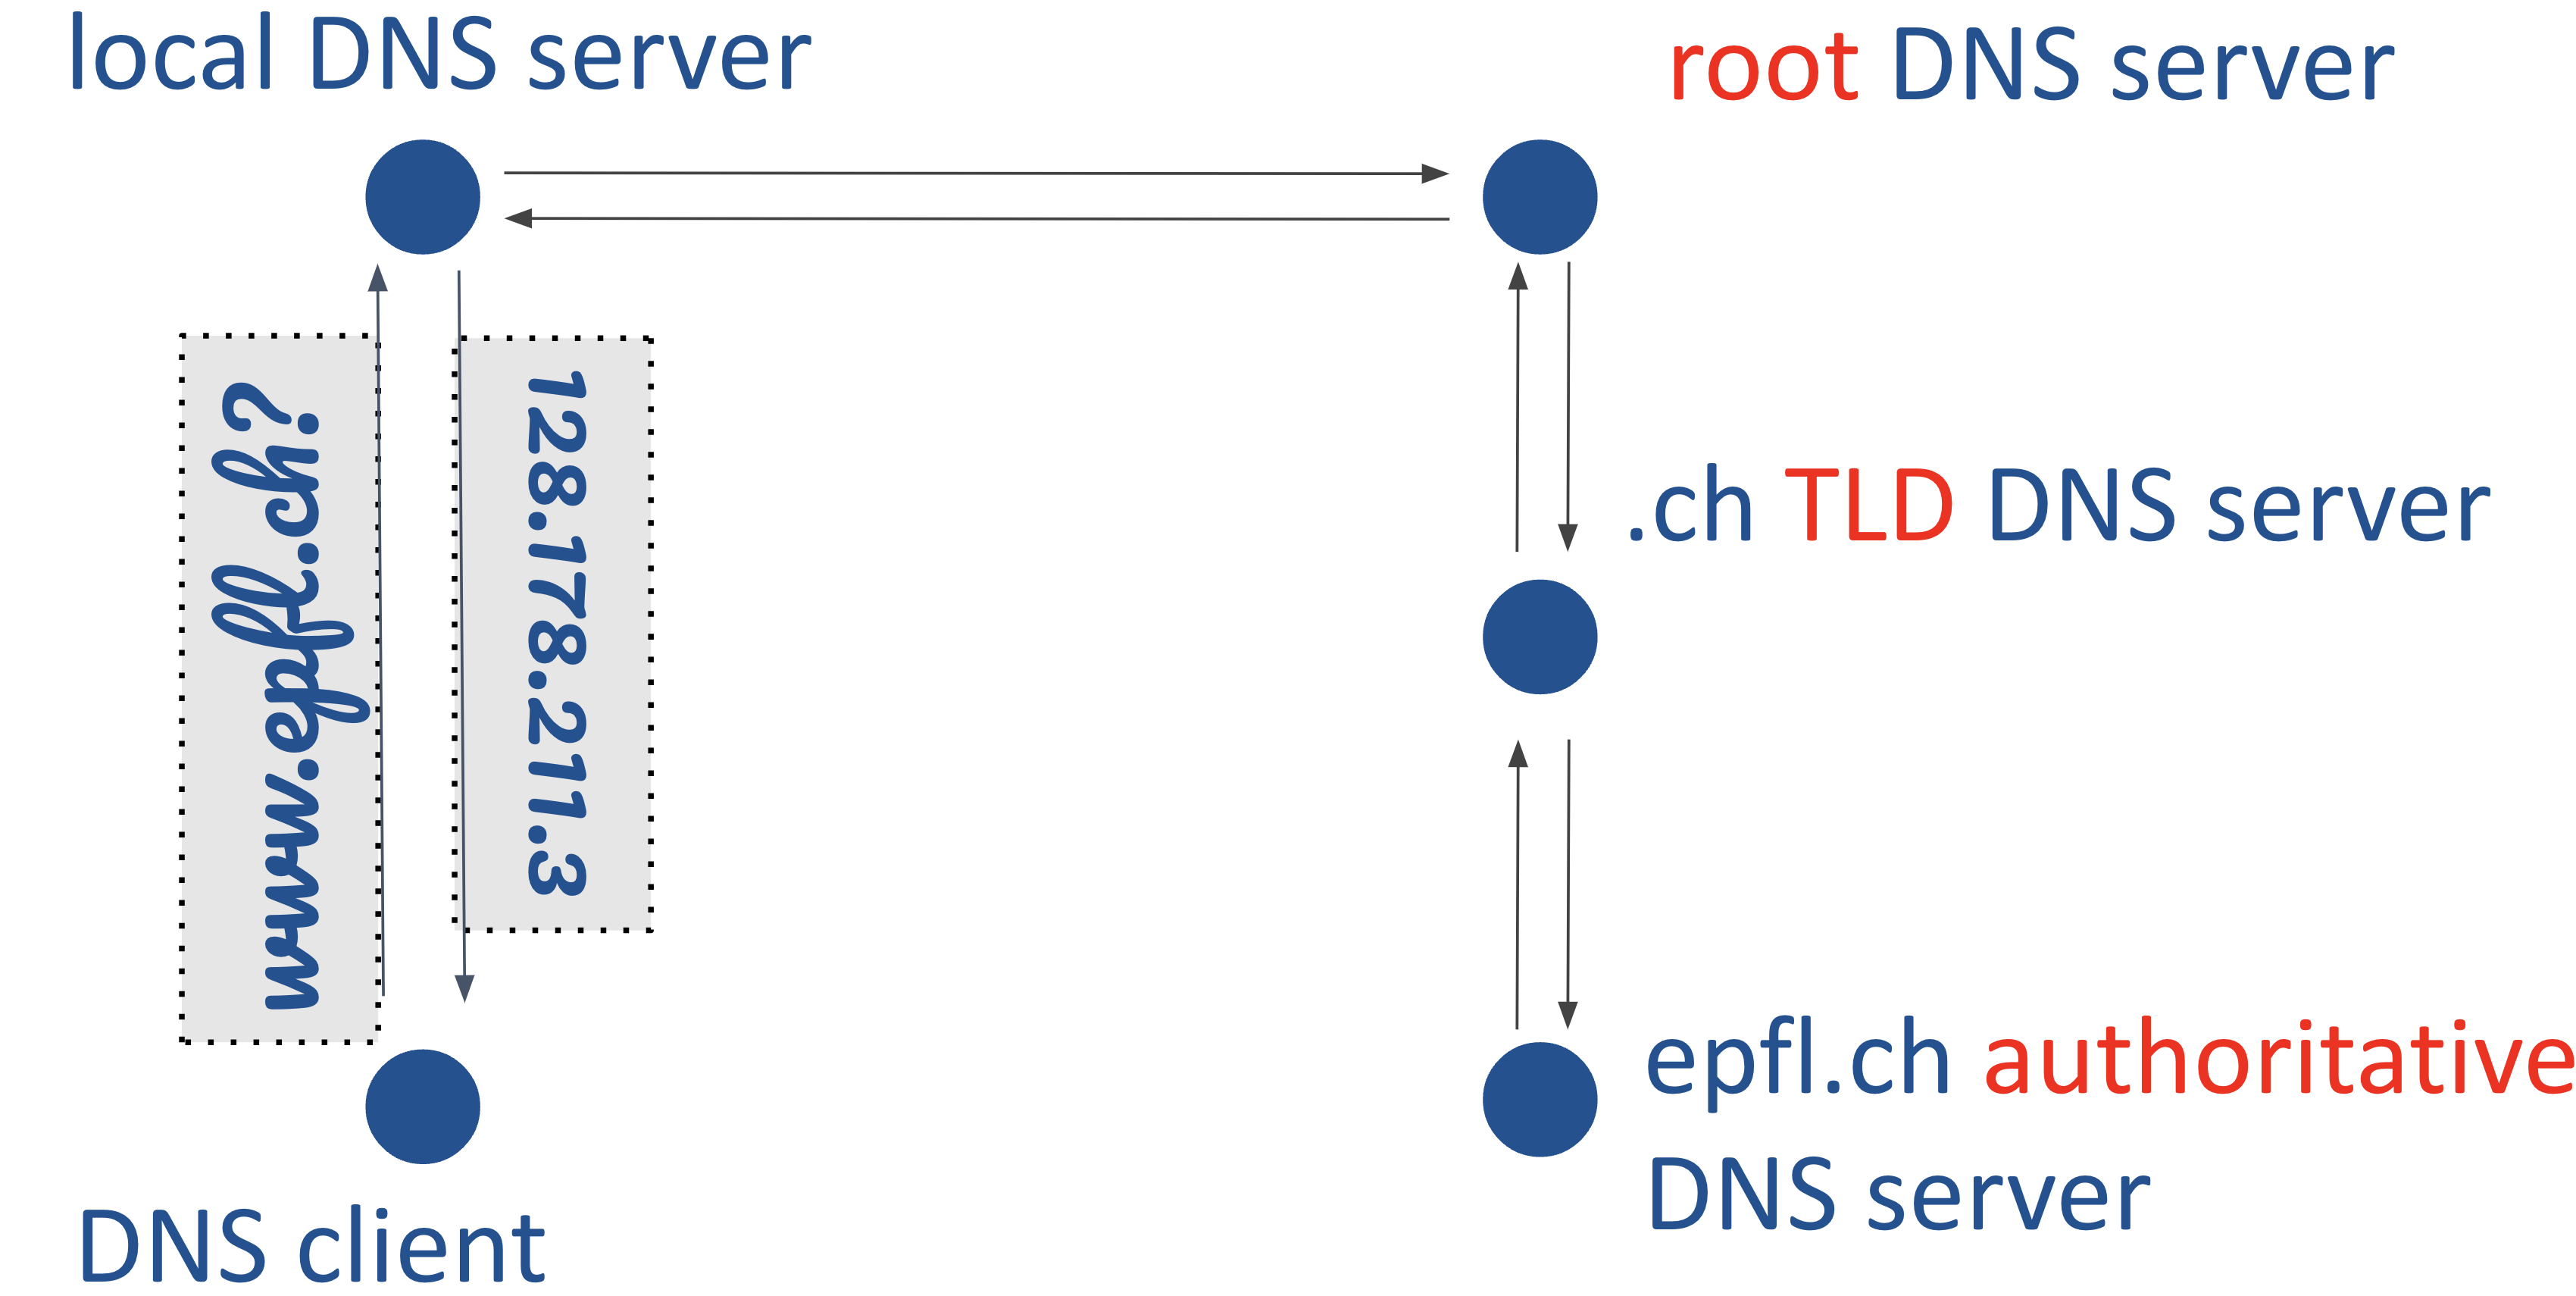 local DNS server
root DNS server
www.epfl.ch?
128.178.211.3
.ch TLD DNS server
epfl.ch authoritative
DNS server
DNS client